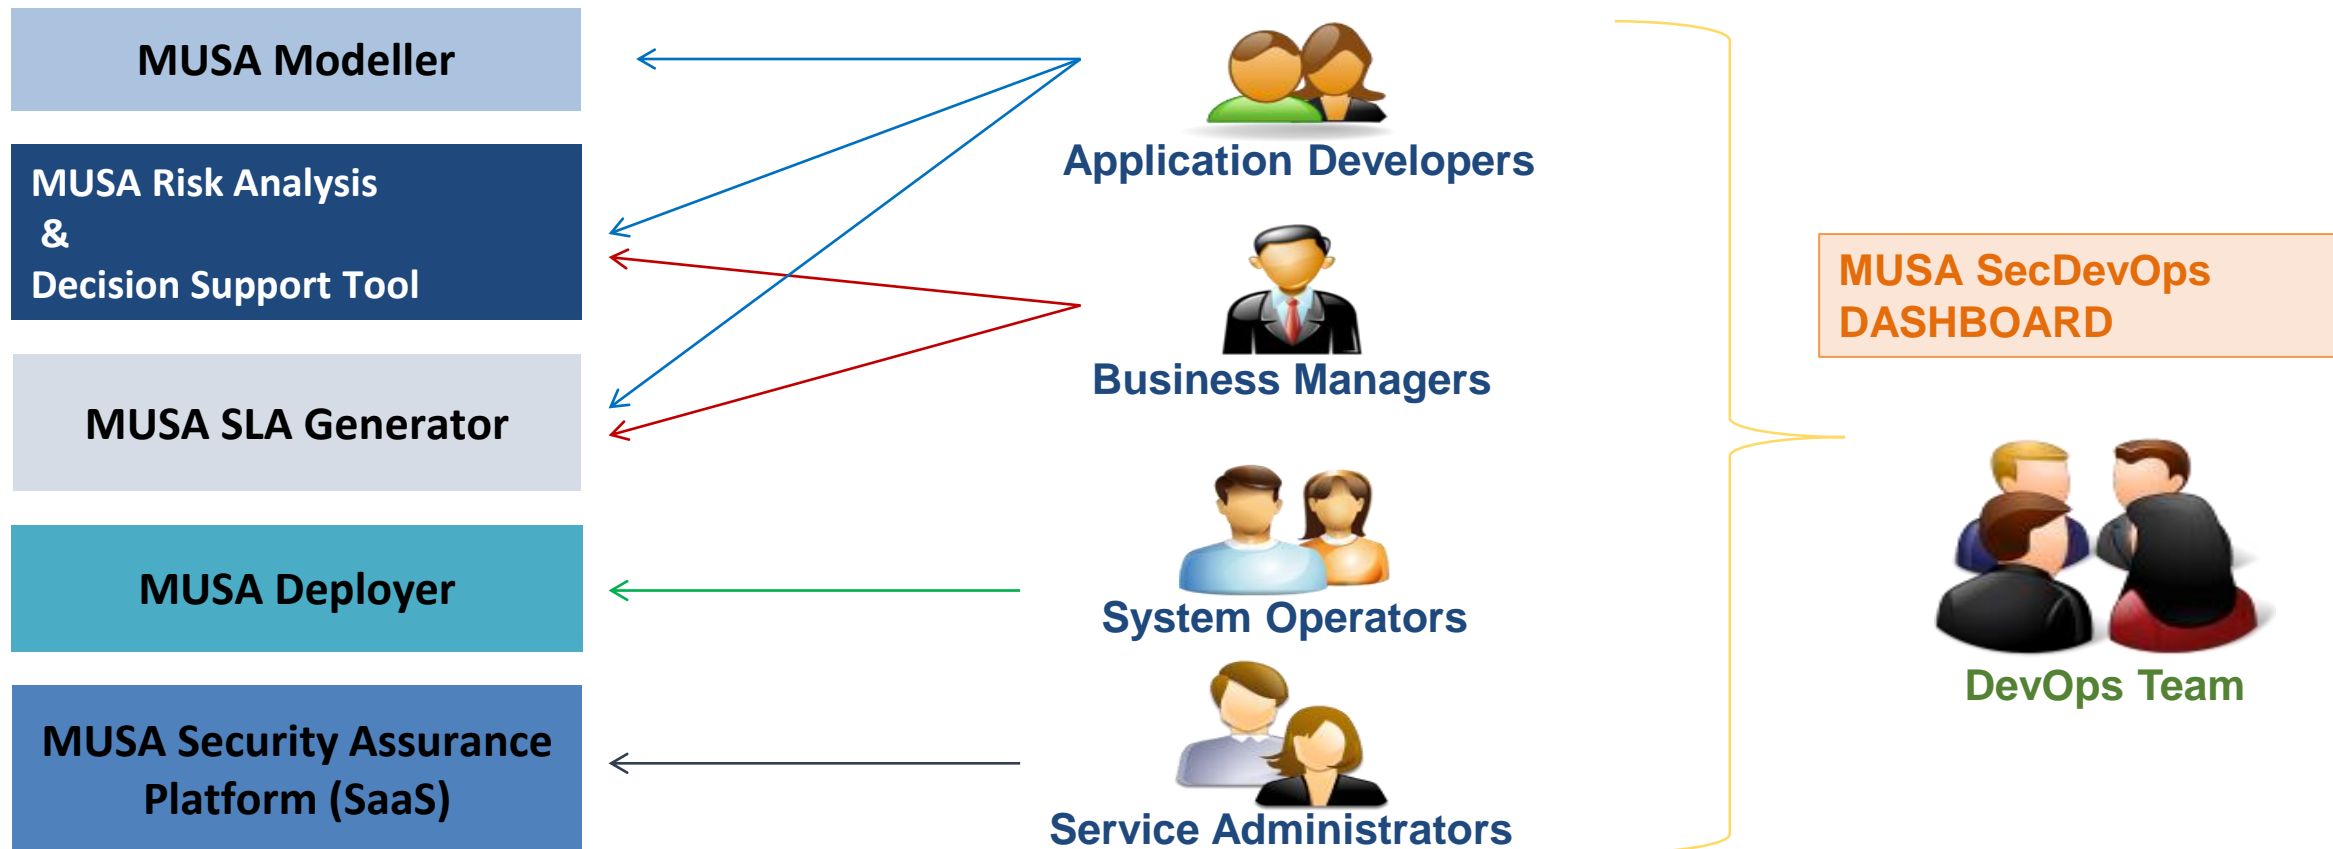 MUSA Modeller
MUSA Risk Analysis
&
Decision Support Tool
MUSA SLA Generator
MUSA Deployer
MUSA Security Assurance
Platform (SaaS)
Application Developers
Business Managers
System Operators
Service Administrators
MUSA SecDevOps
DASHBOARD
DevOps Team